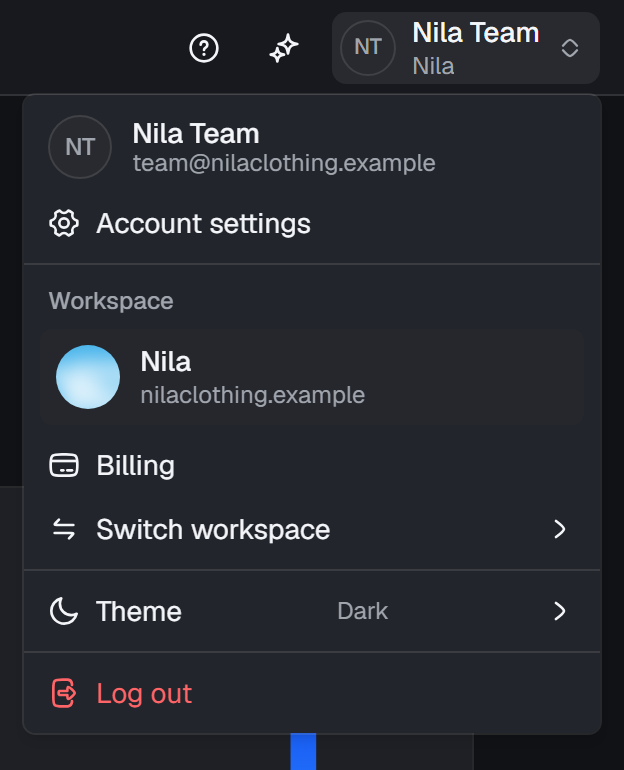 NT
Nila Team
Nila
NT
Nila Team
team@nilaclothing.example
Account settings
Workspace
Nila
nilaclothing.example
Billing
Switch workspace
Theme Dark
Log out